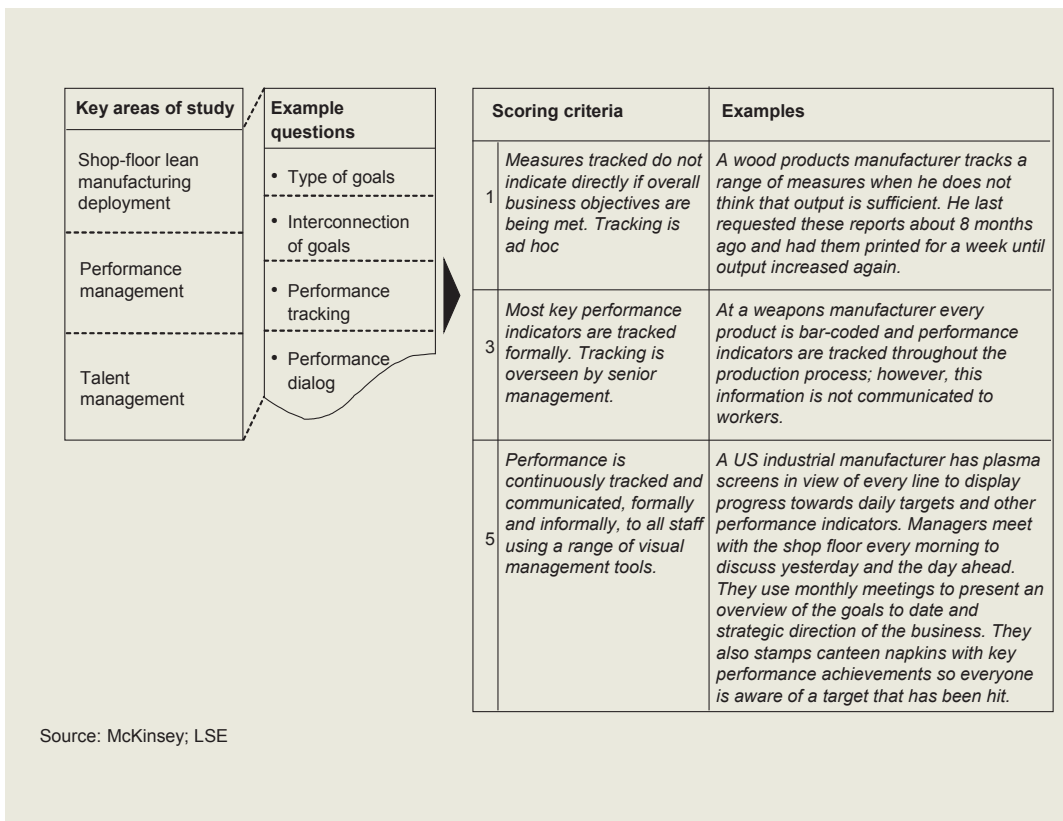 Key areas of study
Shop-floor lean
manufacturing
deployment
Performance
management
Talent
management
Example
questions
• Type of goals
• Interconnection
of goals
• Performance
tracking
• Performance
dialog
Scoring criteria
Examples
1
Measures tracked do not
indicate directly if overall
business objectives are
being met. Tracking is
ad hoc
A wood products manufacturer tracks a
range of measures when he does not
think that output is sufficient. He last
requested these reports about 8 months
ago and had them printed for a week until
output increased again.
3
Most key performance
indicators are tracked
formally. Tracking is
overseen by senior
management.
At a weapons manufacturer every
product is bar-coded and performance
indicators are tracked throughout the
production process; however, this
information is not communicated to
workers.
5
Performance is
continuously tracked and
communicated, formally
and informally, to all staff
using a range of visual
management tools.
A US industrial manufacturer has plasma
screens in view of every line to display
progress towards daily targets and other
performance indicators. Managers meet
with the shop floor every morning to
discuss yesterday and the day ahead.
They use monthly meetings to present an
overview of the goals to date and
strategic direction of the business. They
also stamps canteen napkins with key
performance achievements so everyone
is aware of a target that has been hit.
Source: McKinsey; LSE